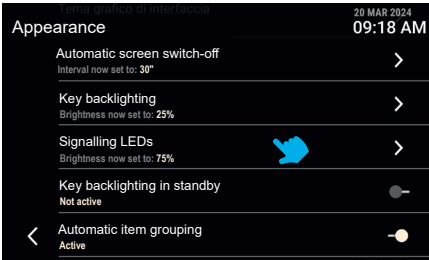 Tema grafico di interfaccia
20 MAR 2024
Appearance
09:18 AM
Automatic screen switch-off
Interval now set to: 30"
Key backlighting
Brightness now set to: 25%
Signalling LEDs
Brightness now set to: 75%
Key backlighting in standby
Not active
Automatic item grouping
Active